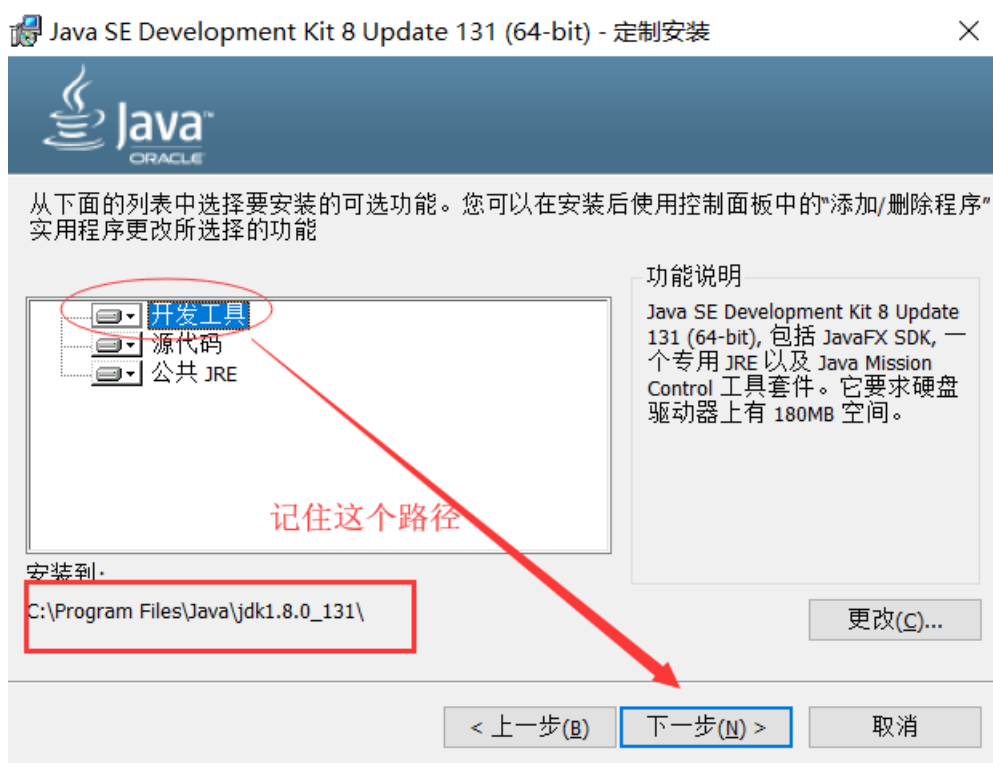 Java SE Development Kit 8 Update 131 (64-bit) - 定制安装
Java™
ORACLE
从下面的列表中选择要安装的可选功能。您可以在安装后使用控制面板中的“添加/删除程序”
实用程序更改所选择的功能
功能说明
开发工具
源代码
公共 JRE
Java SE Development Kit 8 Update
131 (64-bit), 包括 JavaFX SDK, 一
个专用 JRE 以及 Java Mission
Control 工具套件。它要求硬盘
驱动器上有 180MB 空间。
记住这个路径
安装到:
C:\Program Files\Java\jdk1.8.0_131\
更改(C)...
< 上一步(B)
下一步(N) >
取消